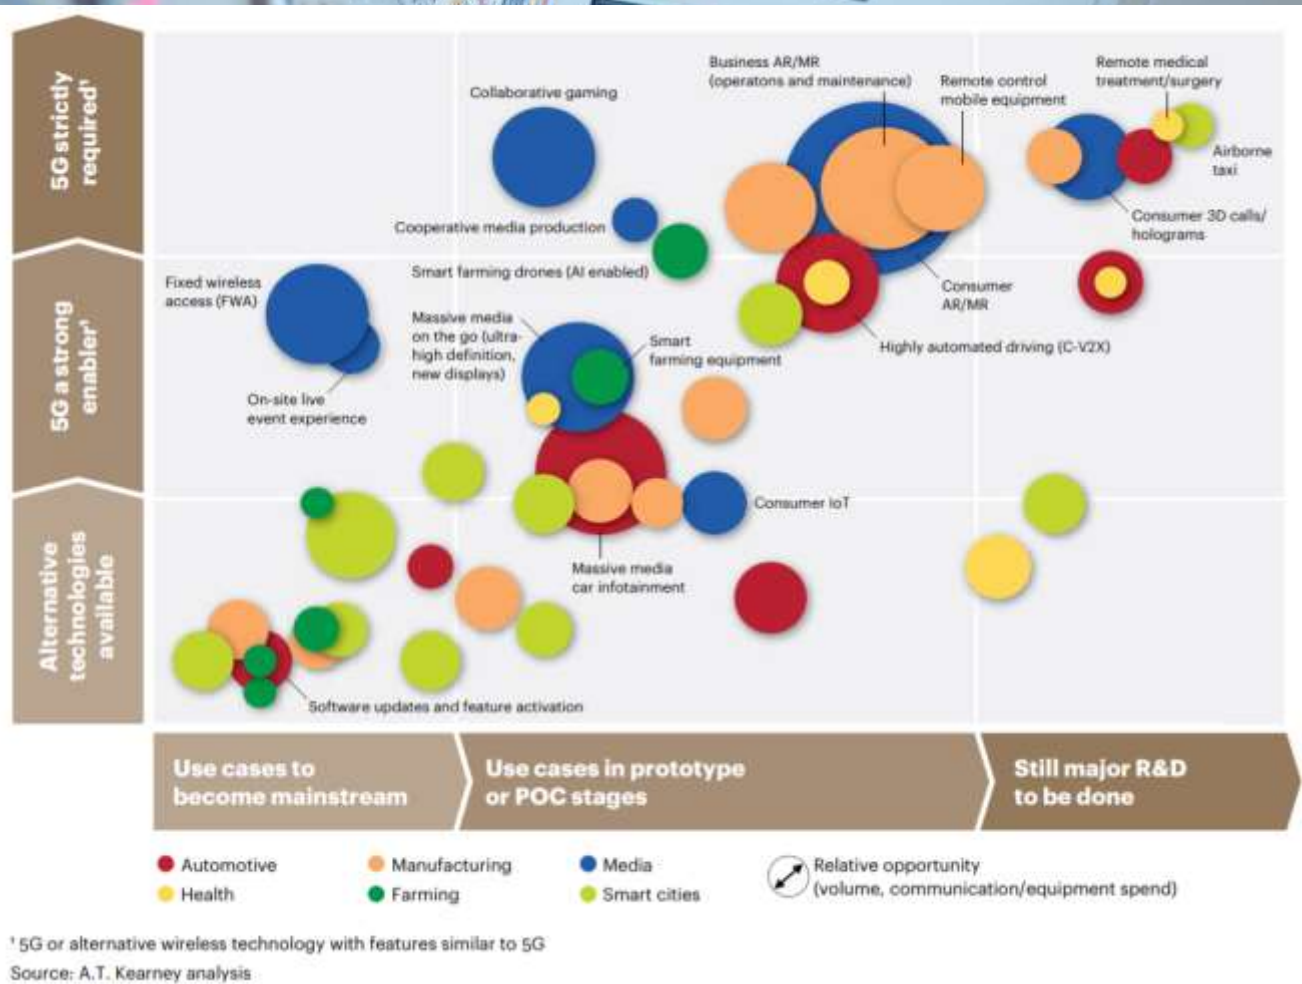 5G strictly
required¹
5G a strong
enabler¹
Alternative
technologies
available
Collaborative gaming
Business AR/MR
(operatons and maintenance)
Remote control
mobile equipment
Remote medical
treatment/surgery
Airborne
taxi
Cooperative media production
Consumer 3D calls/
holograms
Smart farming drones (AI enabled)
Fixed wireless
access (FWA)
Consumer
AR/MR
Massive media
on the go (ultra-
high definition,
new displays)
Smart
farming equipment
Highly automated driving (C-V2X)
On-site live
event experience
Consumer IoT
Massive media
car infotainment
Software updates and feature activation
Use cases to
become mainstream
Use cases in prototype
or POC stages
Still major R&D
to be done
Automotive
Manufacturing
Media
Health
Farming
Smart cities
Relative opportunity
(volume, communication/equipment spend)
¹ 5G or alternative wireless technology with features similar to 5G
Source: A.T. Kearney analysis